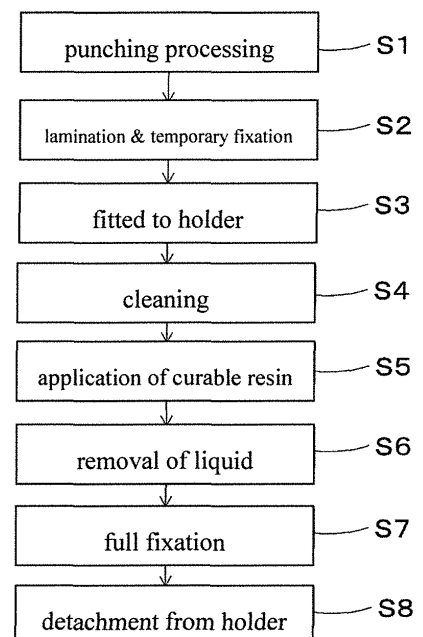 punching processing S1
lamination & temporary fixation S2
fitted to holder S3
cleaning S4
application of curable resin S5
removal of liquid S6
full fixation S7
detachment from holder S8